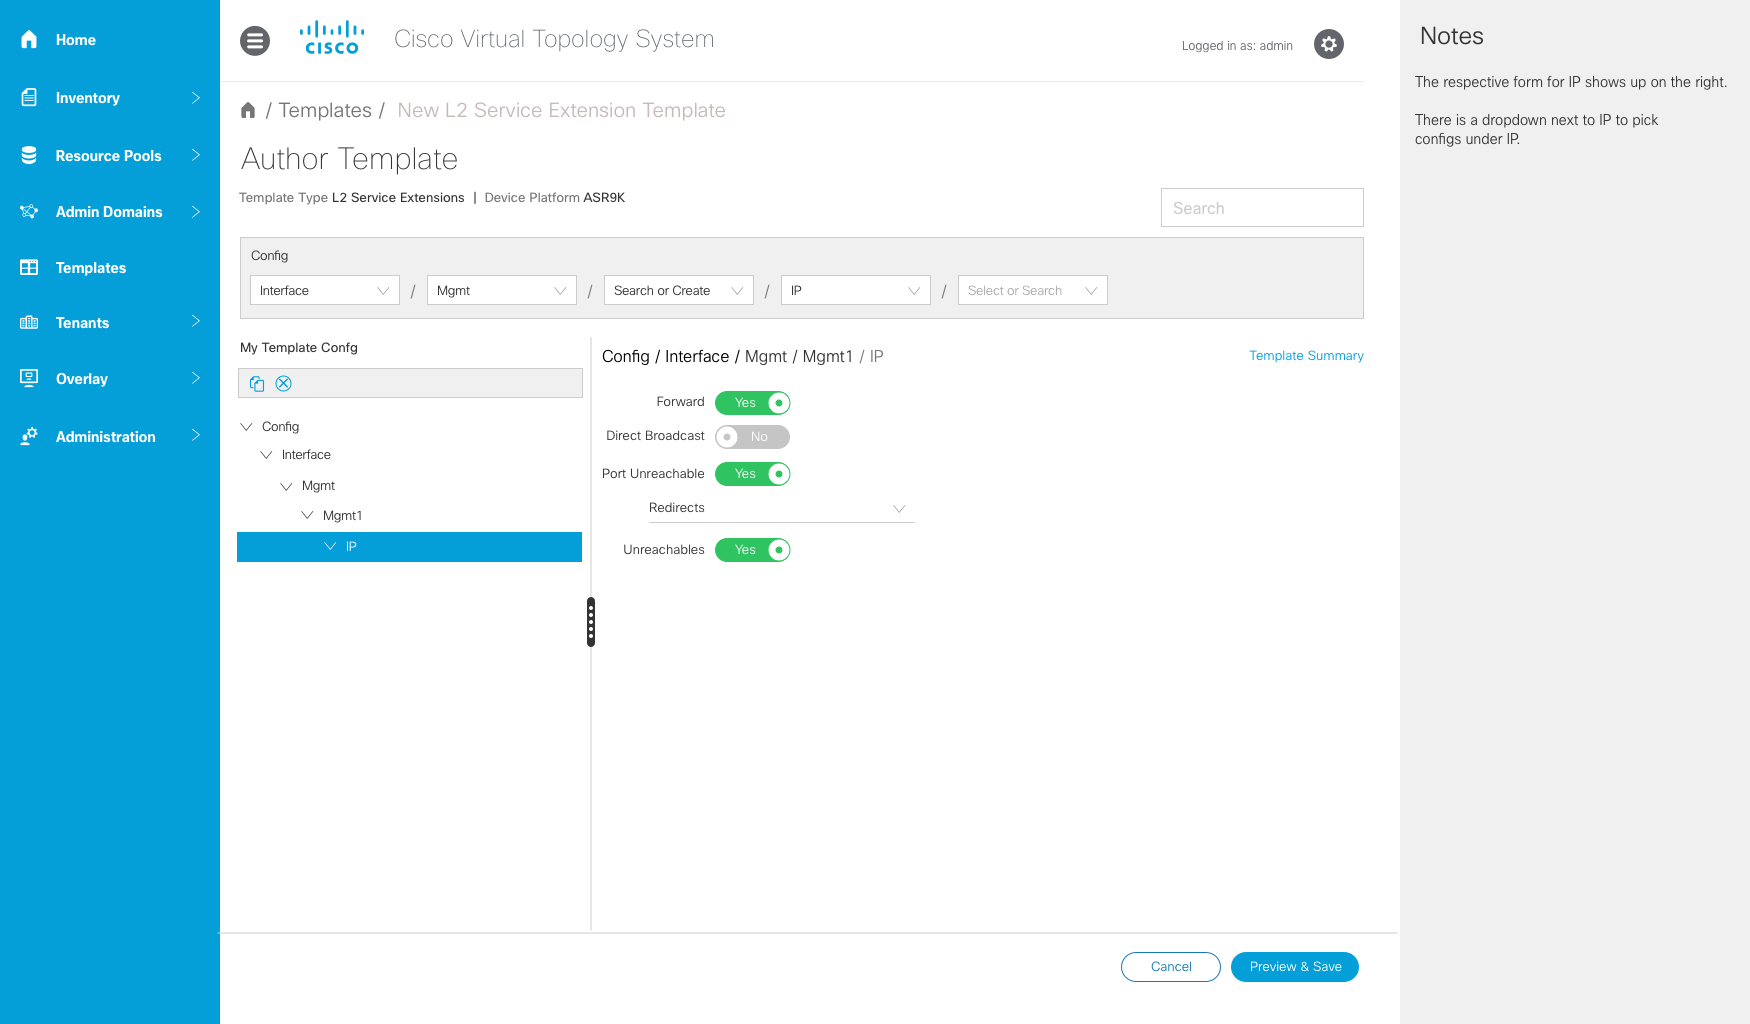 Home
Inventory
Resource Pools
Admin Domains
Templates
Tenants
Overlay
Administration
CISCO
Cisco Virtual Topology System
Logged in as: admin
/ Templates / New L2 Service Extension Template
Author Template
Template Type L2 Service Extensions | Device Platform ASR9K
Search
Config
Interface / Mgmt / Search or Create / IP / Select or Search
My Template Confg
Config
Interface
Mgmt
Mgmt1
IP
Config / Interface / Mgmt / Mgmt1 / IP
Template Summary
Forward Yes
Direct Broadcast No
Port Unreachable Yes
Redirects
Unreachables Yes
Cancel
Preview & Save
Notes
The respective form for IP shows up on the right.
There is a dropdown next to IP to pick
configs under IP.